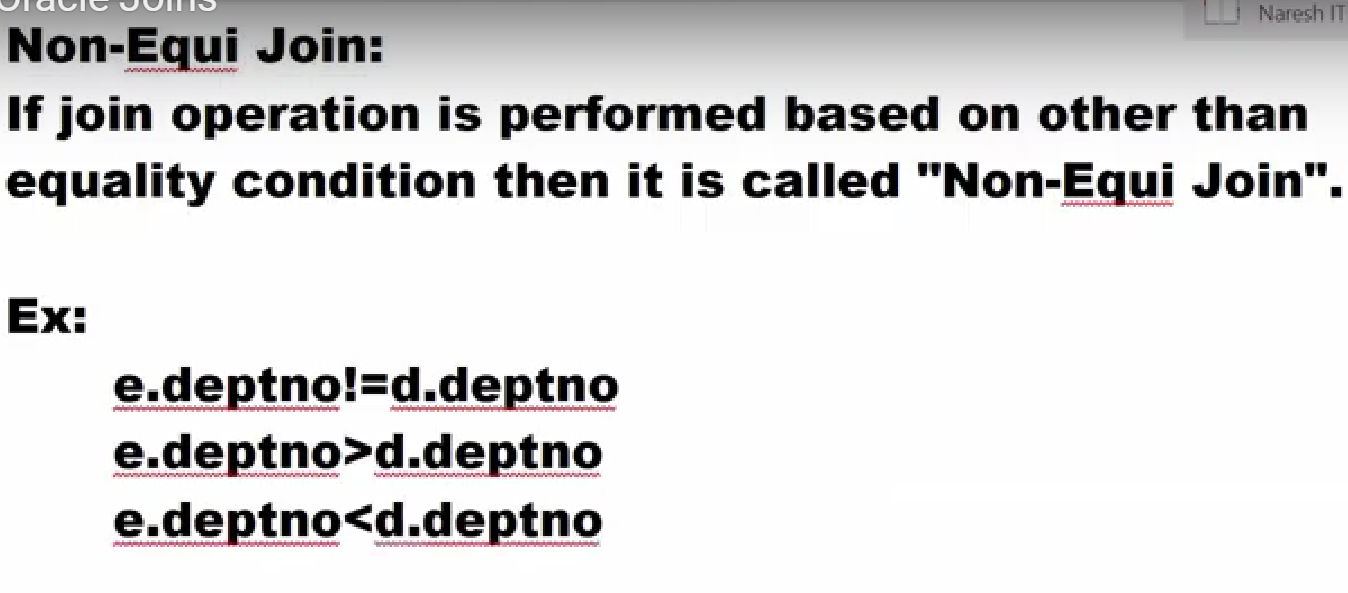 Oracle Joins
Naresh IT
Non-Equi Join:
If join operation is performed based on other than
equality condition then it is called "Non-Equi Join".
Ex:
e.deptno!=d.deptno
e.deptno>d.deptno
e.deptno<d.deptno